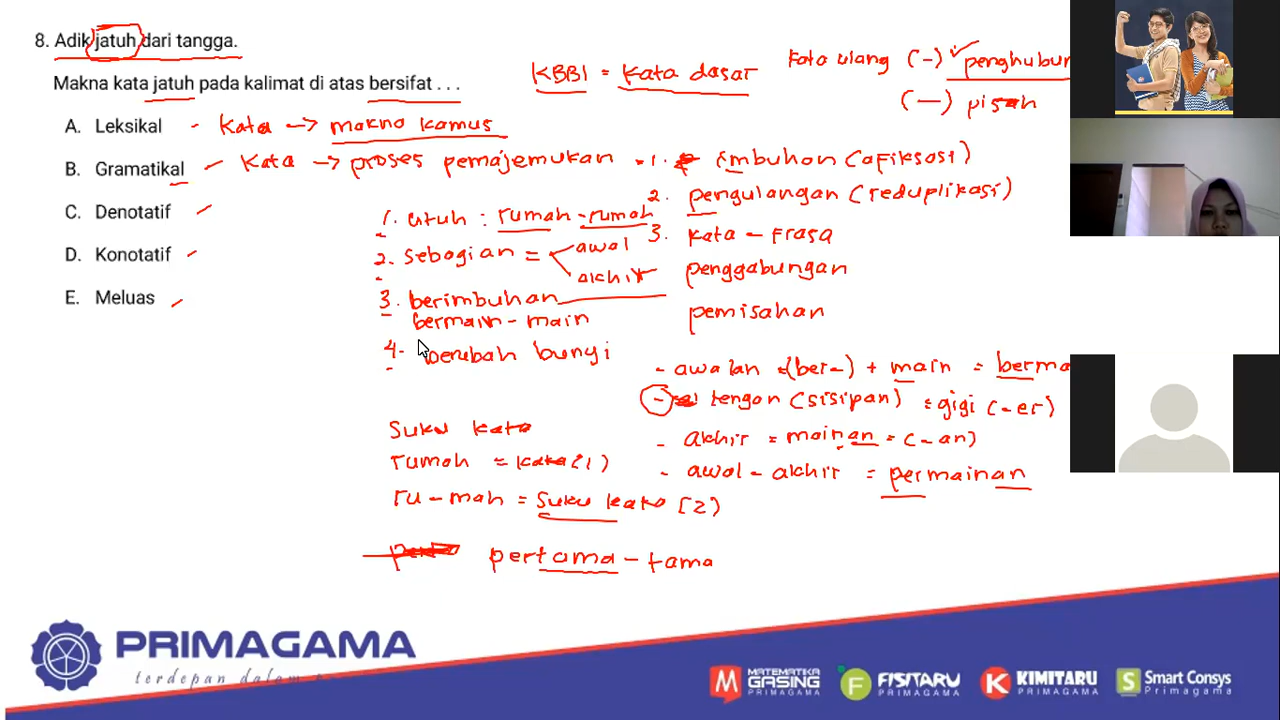 8. Adik jatuh dari tangga.
Makna kata jatuh pada kalimat di atas bersifat . . .
A. Leksikal - Kata -> makna kamus
B. Gramatikal - Kata -> proses pemajemukan
C. Denotatif
D. Konotatif
E. Meluas
KBBI = Kata dasar
Kata ulang (-) ✓ penghubun
(—) pisah
1. imbuhan (afiksasi)
2. pengulangan (reduplikasi)
3. kata - frasa
penggabungan
pemisahan
1. utuh : rumah - rumah
2. sebagian = awal
akhir
3. berimbuhan
bermain - main
4. berubah bunyi
- awalan = (ber-) + main = berma
- tengah (sisipan) = gigi (-er)
- akhir = mainan = (-an)
- awal - akhir = permainan
Suku kata
rumah = kata (1)
ru - mah = suku kata (2)
pertama - tama
PRIMAGAMA
terdepan dalam
MATEMATIKA
GASING
PRIMAGAMA
FISITARU
PRIMAGAMA
KIMITARU
PRIMAGAMA
Smart Consys
Primagama